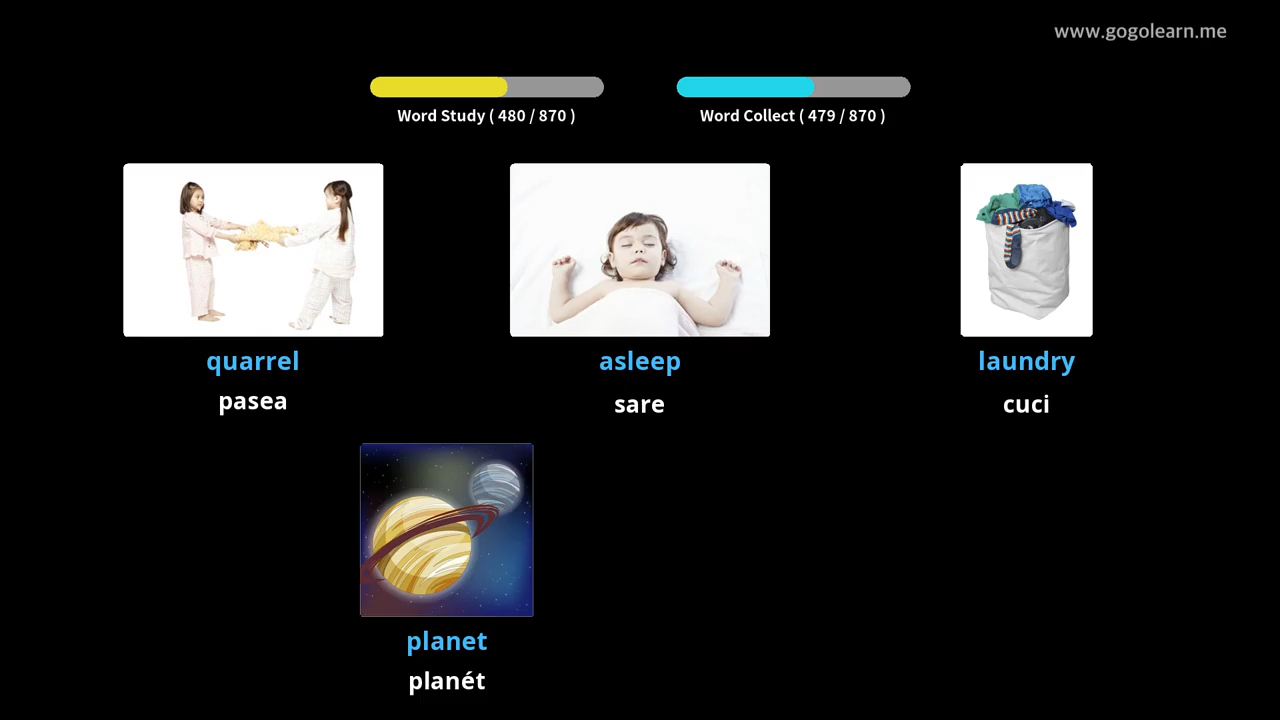 www.gogolearn.me
Word Study ( 480 / 870 )
Word Collect ( 479 / 870 )
quarrel
pasea
asleep
sare
laundry
cuci
planet
planét